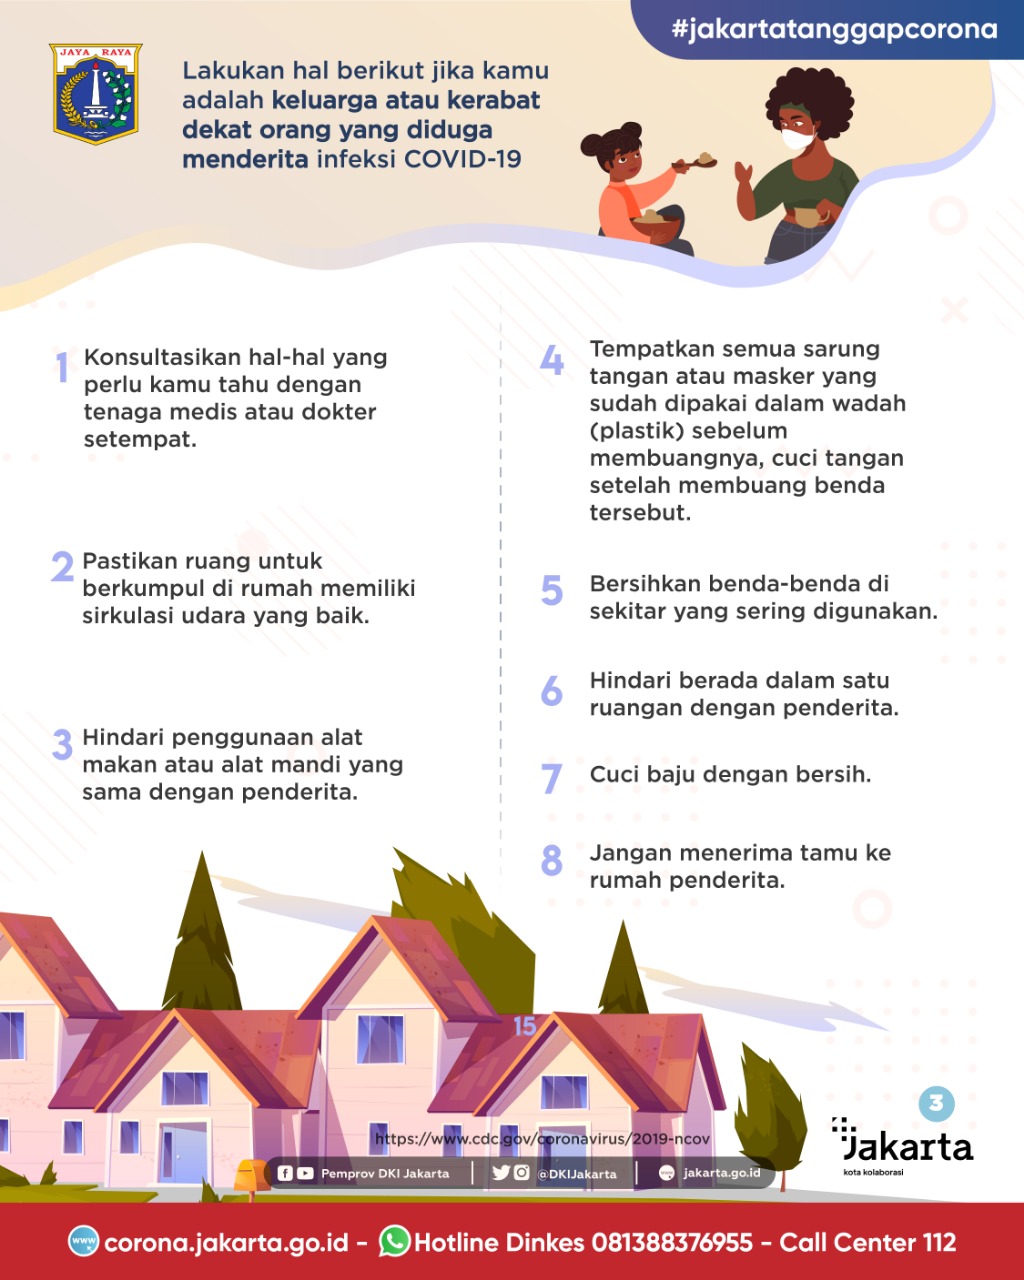 #jakartatanggapcorona
JAYA RAYA
Lakukan hal berikut jika kamu
adalah keluarga atau kerabat
dekat orang yang diduga
menderita infeksi COVID-19
1 Konsultasikan hal-hal yang
perlu kamu tahu dengan
tenaga medis atau dokter
setempat.
2 Pastikan ruang untuk
berkumpul di rumah memiliki
sirkulasi udara yang baik.
3 Hindari penggunaan alat
makan atau alat mandi yang
sama dengan penderita.
4 Tempatkan semua sarung
tangan atau masker yang
sudah dipakai dalam wadah
(plastik) sebelum
membuangnya, cuci tangan
setelah membuang benda
tersebut.
5 Bersihkan benda-benda di
sekitar yang sering digunakan.
6 Hindari berada dalam satu
ruangan dengan penderita.
7 Cuci baju dengan bersih.
8 Jangan menerima tamu ke
rumah penderita.
15
3
https://www.cdc.gov/coronavirus/2019-ncov
Jakarta
kota kolaborasi
Pemprov DKI Jakarta | @DKIJakarta | www jakarta.go.id
www corona.jakarta.go.id - Hotline Dinkes 081388376955 - Call Center 112